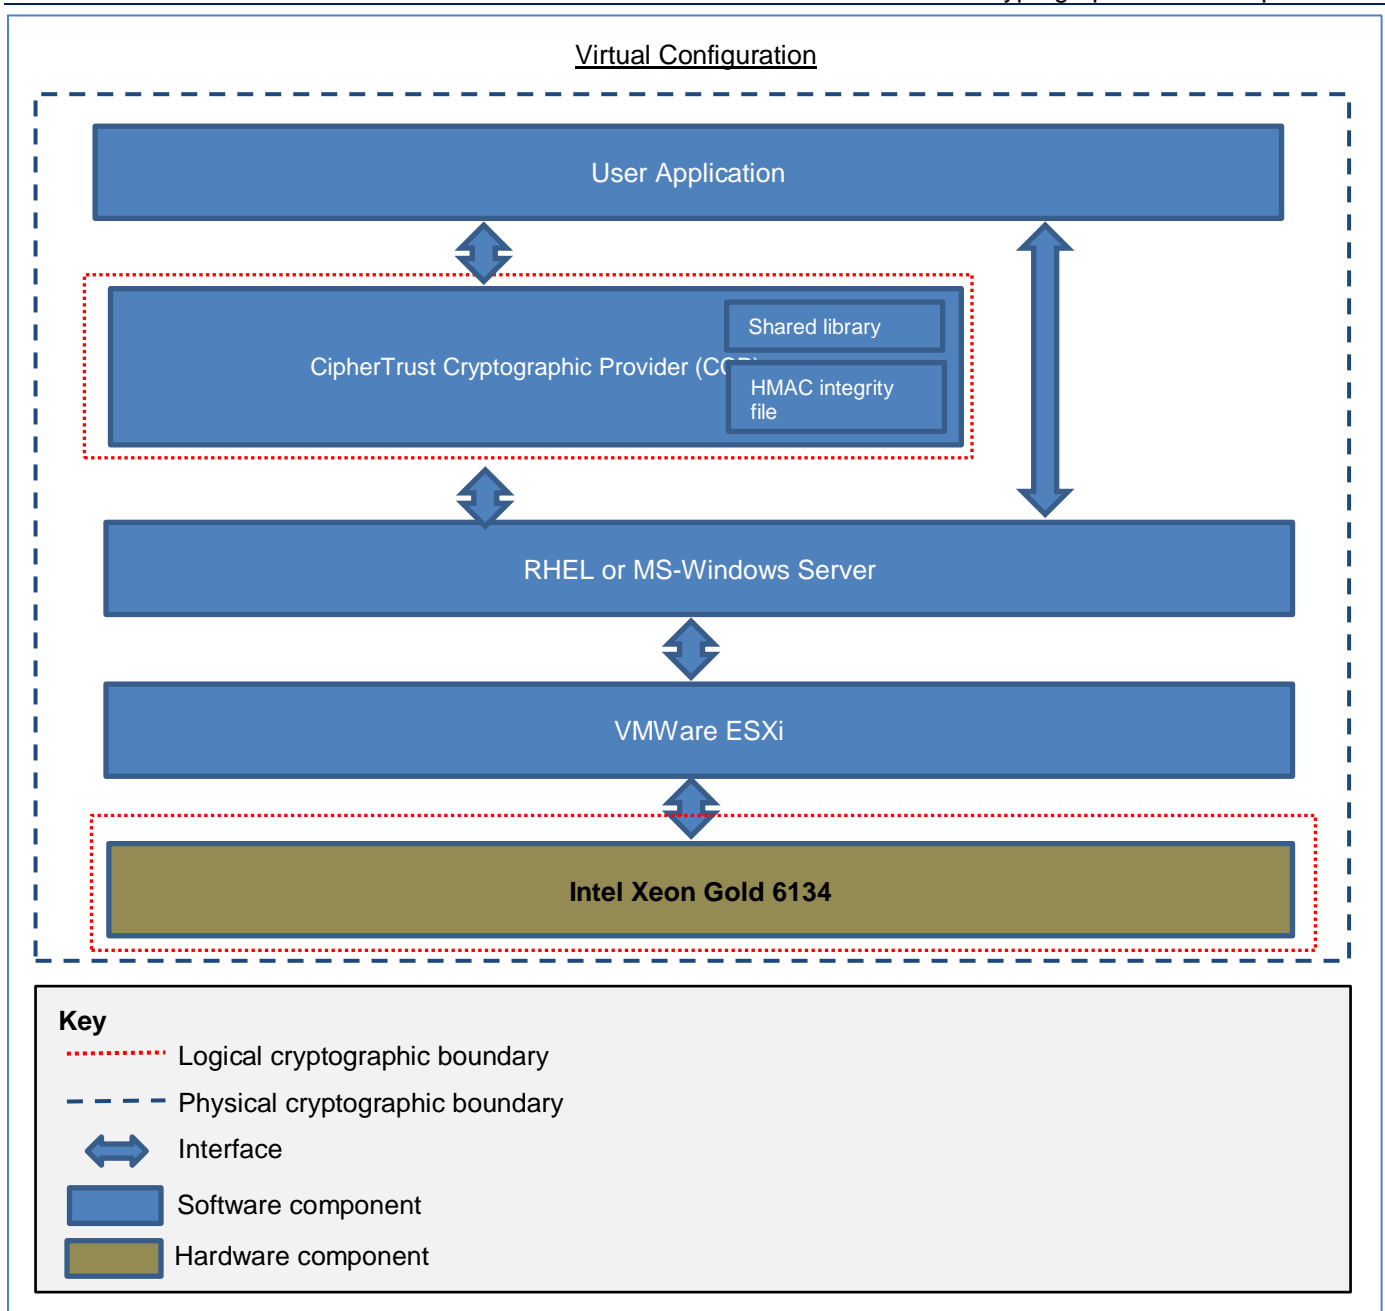 Virtual Configuration
User Application
Shared library
CipherTrust Cryptographic Provider
HMAC integrity
file
RHEL or MS-Windows Server
VMWare ESXi
Intel Xeon Gold 6134
Key
Logical cryptographic boundary
Physical cryptographic boundary
Interface
Software component
Hardware component